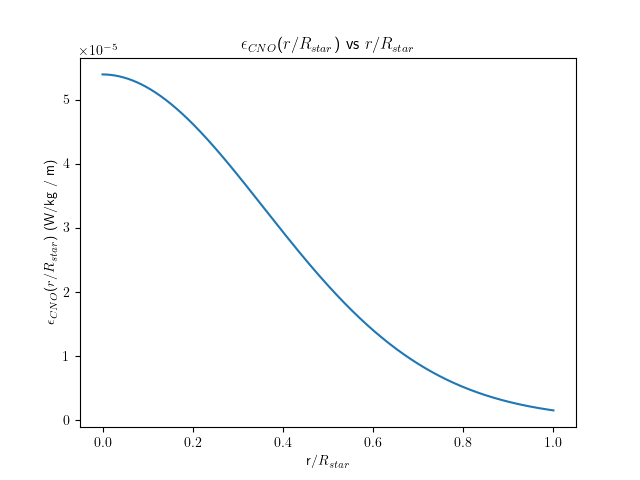 ϵ_CNO(r/R_star) vs r/R_star
×10⁻⁵
ϵ_CNO(r/R_star) (W/kg / m)
5
4
3
2
1
0
0.0 0.2 0.4 0.6 0.8 1.0
r/R_star